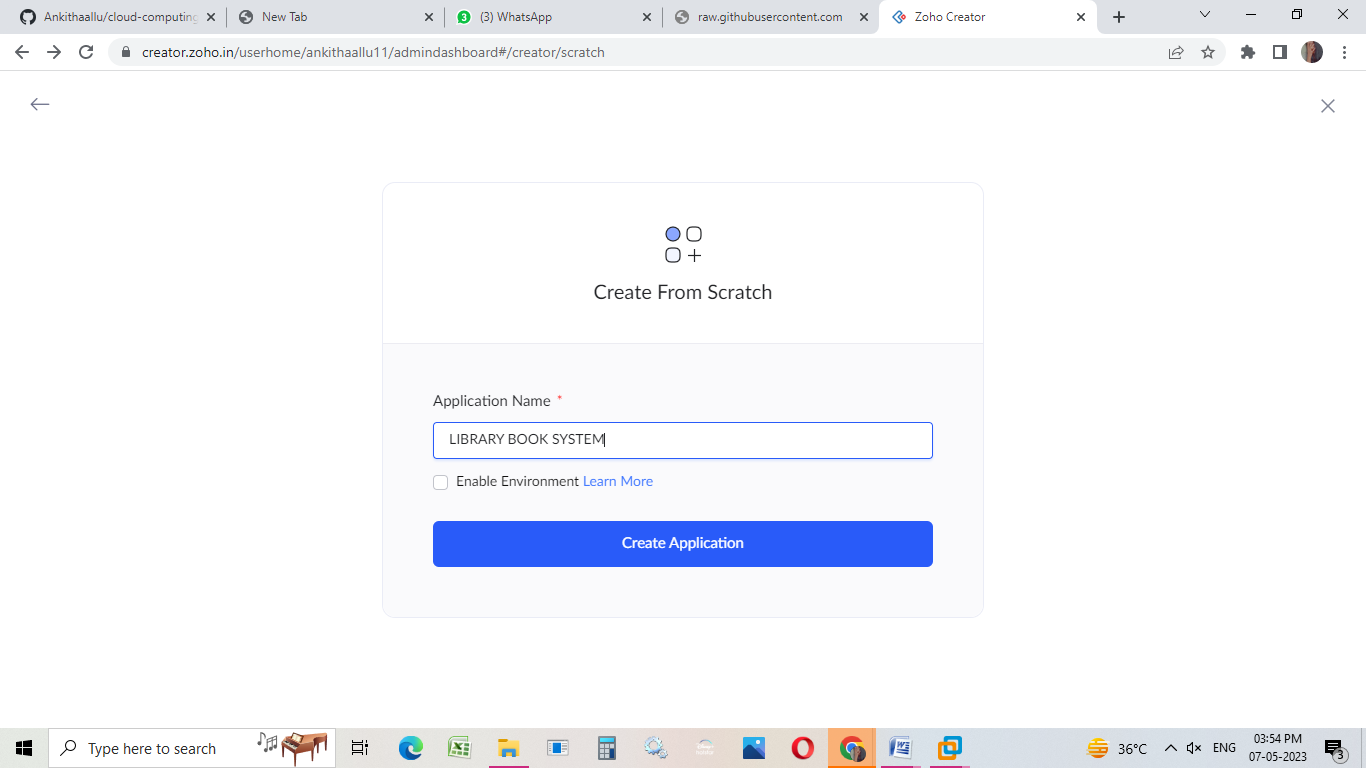 Ankithaallu/cloud-computing
New Tab
3
(3) WhatsApp
raw.githubusercontent.com
Zoho Creator
creator.zoho.in/userhome/ankithaallu11/admindashboard#/creator/scratch
Create From Scratch
Application Name *
LIBRARY BOOK SYSTEM
Enable Environment Learn More
Create Application
Type here to search
36°C
ENG
03:54 PM
07-05-2023
3